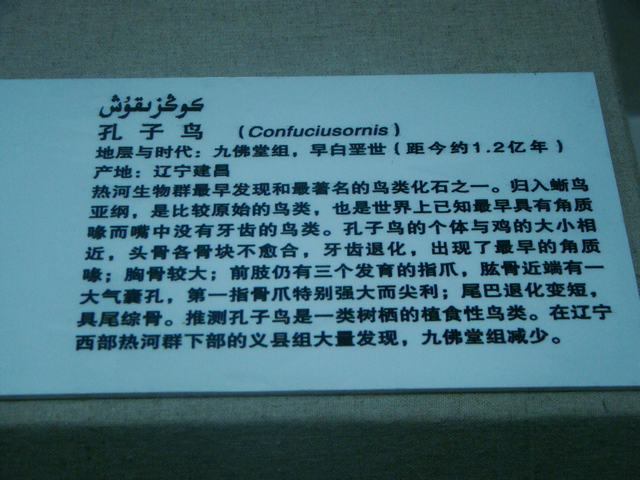 كوڭزىقۇش
孔子鸟 (Confuciusornis)
地层与时代：九佛堂组，早白垩世（距今约1.2亿年）
产地：辽宁建昌
热河生物群最早发现和最著名的鸟类化石之一。归入蜥鸟
亚纲，是比较原始的鸟类，也是世界上已知最早具有角质
喙而嘴中没有牙齿的鸟类。孔子鸟的个体与鸡的大小相
近，头骨各骨块不愈合，牙齿退化，出现了最早的角质
喙；胸骨较大；前肢仍有三个发育的指爪，肱骨近端有一
大气囊孔，第一指骨爪特别强大而尖利；尾巴退化变短，
具尾综骨。推测孔子鸟是一类树栖的植食性鸟类。在辽宁
西部热河群下部的义县组大量发现，九佛堂组减少。